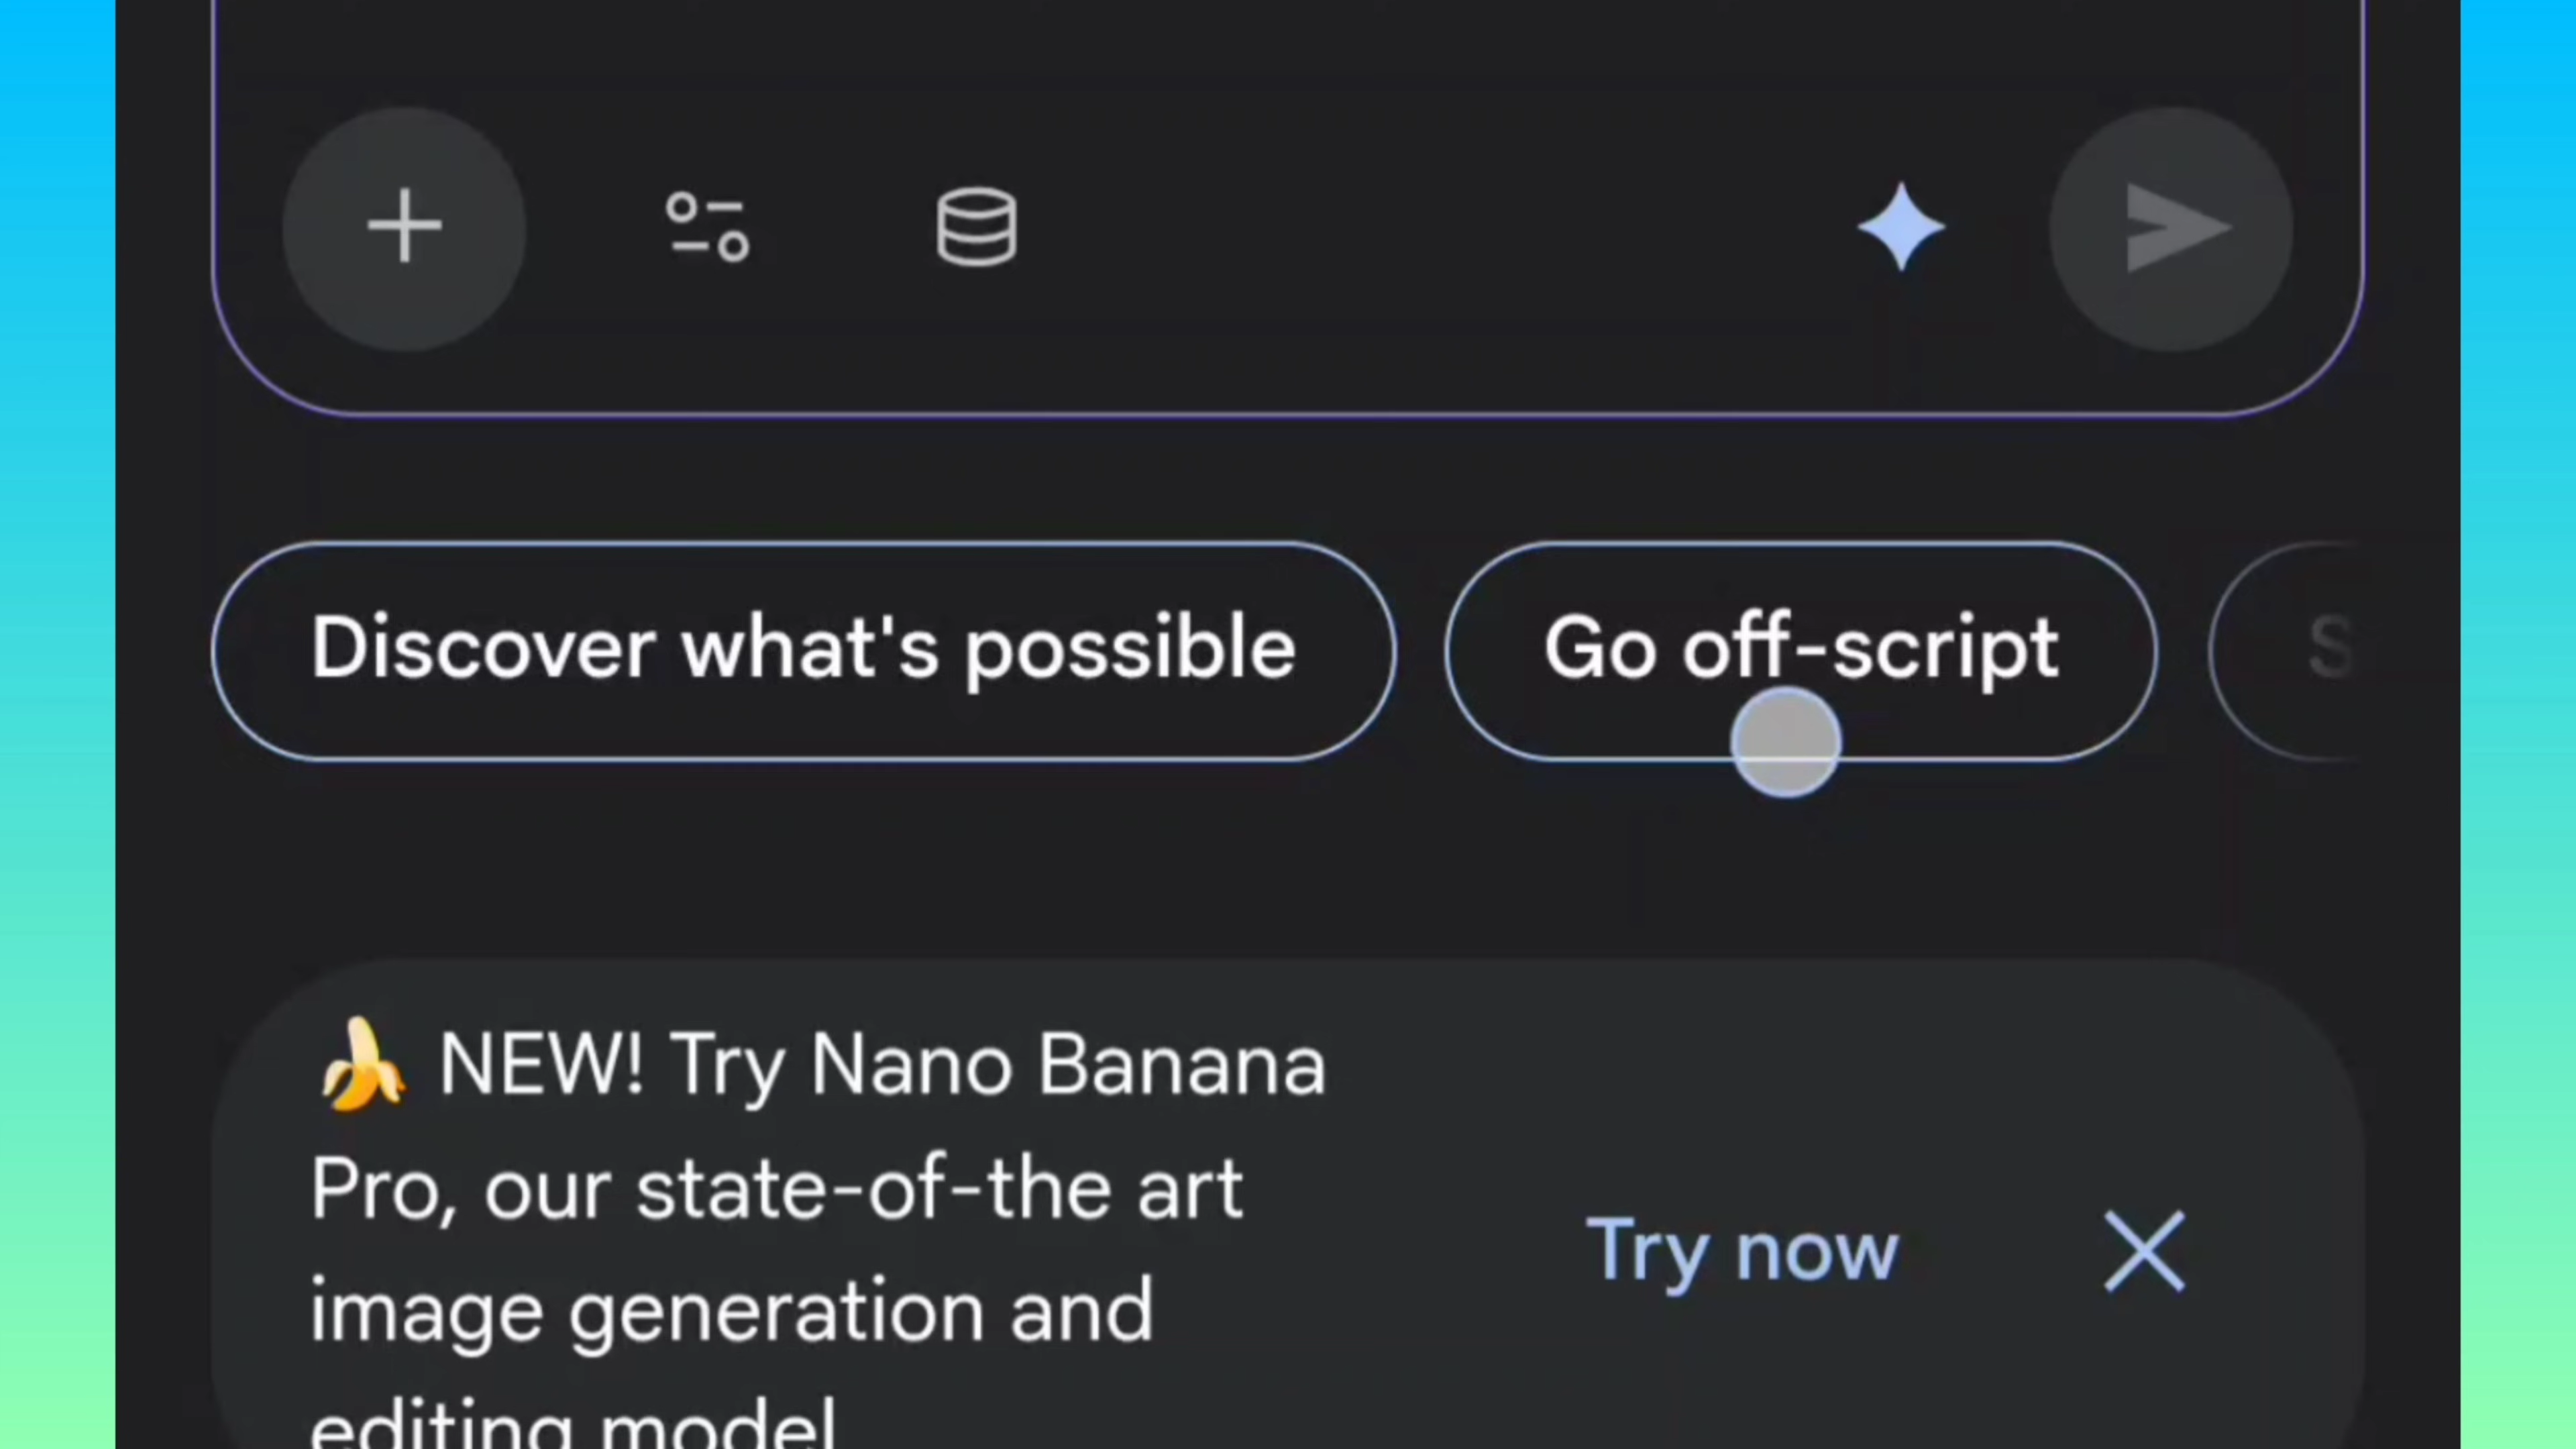 Discover what's possible
Go off-script
S
🍌 NEW! Try Nano Banana
Pro, our state-of-the art
image generation and
editing model
Try now